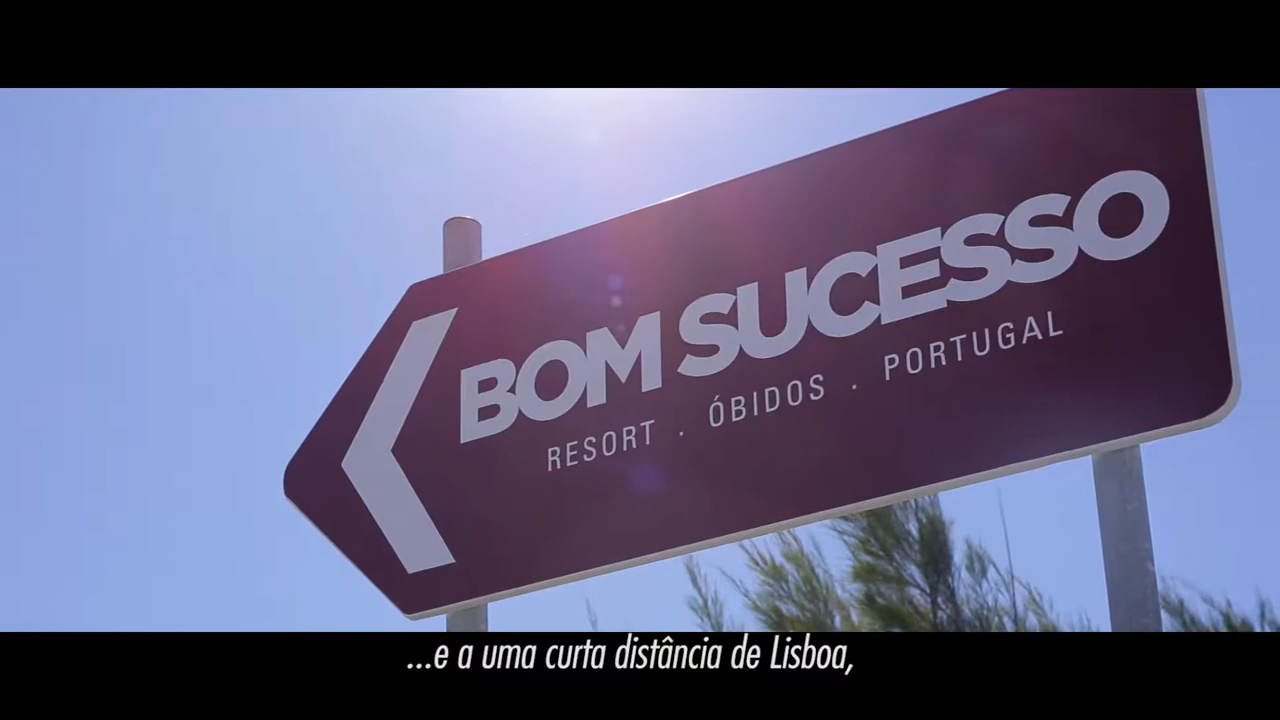 BOM SUCESSO
RESORT . ÓBIDOS . PORTUGAL
...e a uma curta distância de Lisboa,